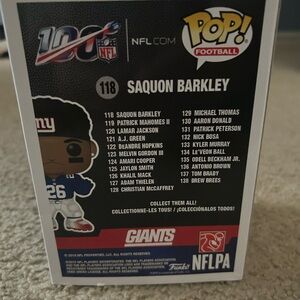 100
NFL
NFL.COM
POP!
FOOTBALL
118 SAQUON BARKLEY
118 SAQUON BARKLEY
119 PATRICK MAHOMES II
120 LAMAR JACKSON
121 A.J. GREEN
122 DeANDRE HOPKINS
123 MELVIN GORDON III
124 AMARI COOPER
125 JAYLON SMITH
126 KHALIL MACK
127 ADAM THIELEN
128 CHRISTIAN McCAFFREY
129 MICHAEL THOMAS
130 AARON DONALD
131 PATRICK PETERSON
132 NICK BOSA
133 KYLER MURRAY
134 LE'VEON BELL
135 ODELL BECKHAM JR.
136 ANTONIO BROWN
137 TOM BRADY
138 DREW BREES
COLLECT THEM ALL!
COLLECTIONNE-LES TOUS! / ¡COLECCIÓNALOS TODOS!
ny
26
GIANTS
NFLPA
Funko